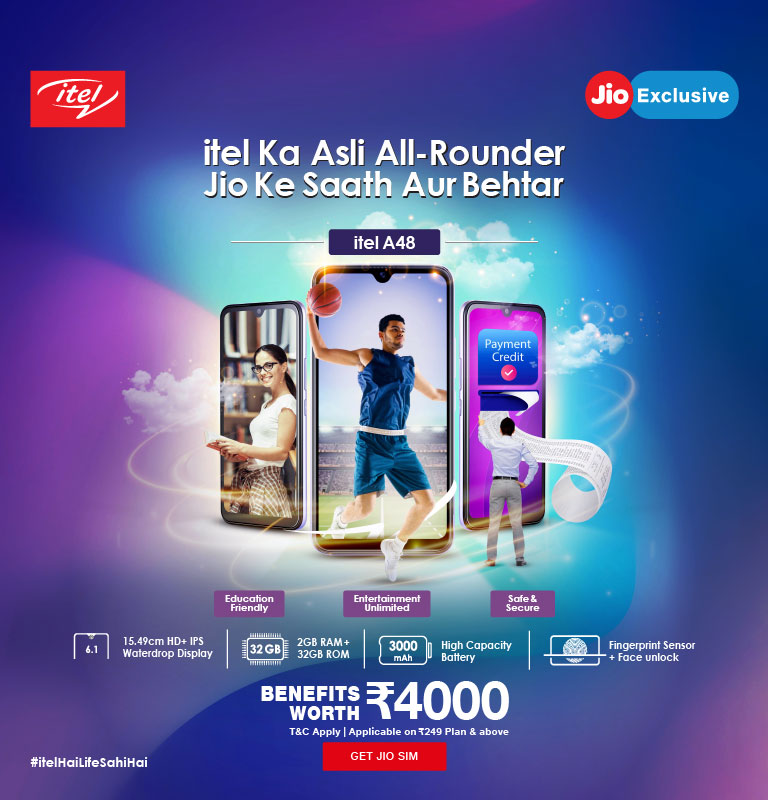 itel
Jio Exclusive
itel Ka Asli All-Rounder
Jio Ke Saath Aur Behtar
itel A48
Payment
Credit
Education
Friendly
Entertainment
Unlimited
Safe &
Secure
6.1
15.49cm HD+ IPS
Waterdrop Display
32 GB
2GB RAM+
32GB ROM
3000
mAh
High Capacity
Battery
Fingerprint Sensor
+ Face unlock
BENEFITS
WORTH
₹4000
T&C Apply | Applicable on ₹249 Plan & above
GET JIO SIM
#itelHaiLifeSahiHai